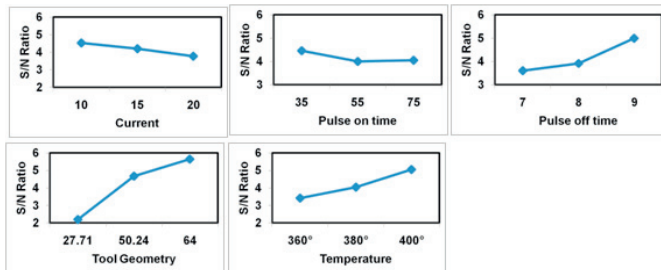 6
5
4
3
2
S/N Ratio
10 15 20
Current
6
5
4
3
S/N Ratio
35 55 75
Pulse on time
6
5
4
3
S/N Ratio
7 8 9
Pulse off time
6
5
4
3
2
S/N Ratio
27.71 50.24 64
Tool Geometry
6
5
4
3
2
S/N Ratio
360° 380° 400°
Temperature